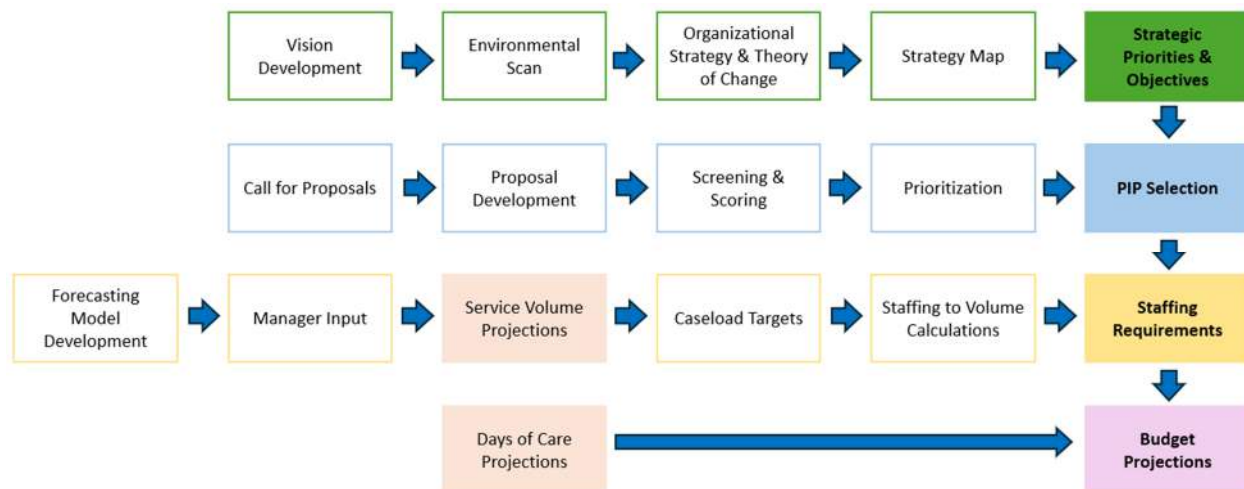 Vision
Development
Environmental
Scan
Organizational
Strategy & Theory
of Change
Strategy Map
Strategic
Priorities &
Objectives
Call for Proposals
Proposal
Development
Screening &
Scoring
Prioritization
PIP Selection
Forecasting
Model
Development
Manager Input
Service Volume
Projections
Caseload Targets
Staffing to Volume
Calculations
Staffing
Requirements
Days of Care
Projections
Budget
Projections